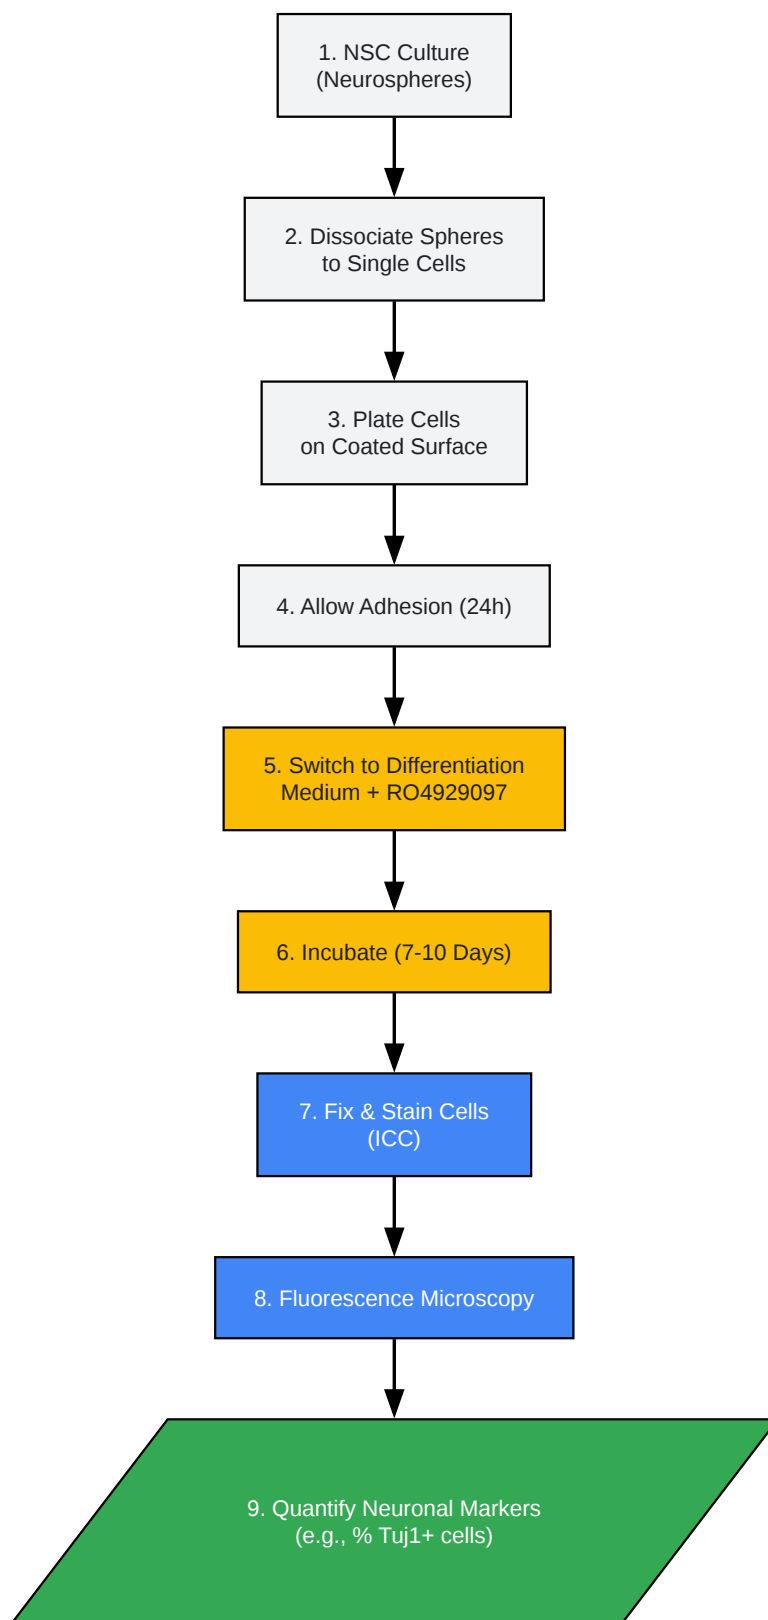 1. NSC Culture
(Neurospheres)
2. Dissociate Spheres
to Single Cells
3. Plate Cells
on Coated Surface
4. Allow Adhesion (24h)
5. Switch to Differentiation
Medium + RO4929097
6. Incubate (7-10 Days)
7. Fix & Stain Cells
(ICC)
8. Fluorescence Microscopy
9. Quantify Neuronal Markers
(e.g., % Tuj1+ cells)